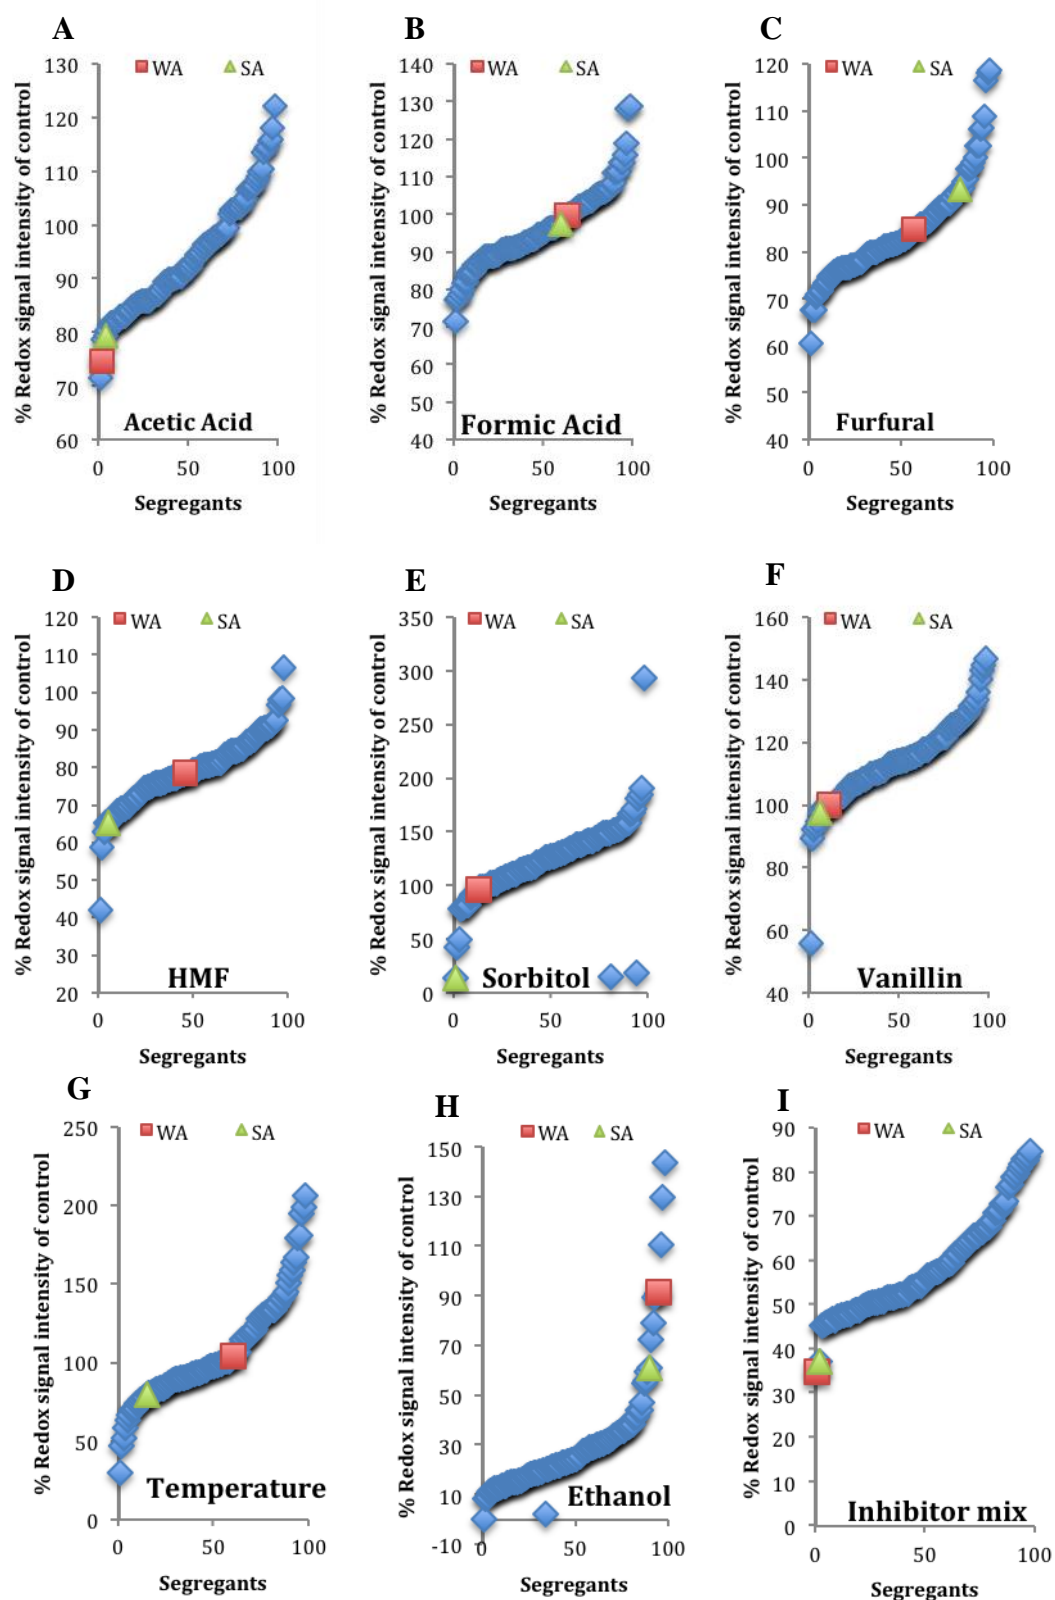 A
WA SA
% Redox signal intensity of control
130
120
110
100
90
80
70
60
Acetic Acid
0 50 100
Segregants
B
WA SA
% Redox signal intensity of control
140
130
120
110
100
90
80
70
60
50
40
Formic Acid
0 50 100
Segregants
C
WA SA
% Redox signal intensity of control
120
110
100
90
80
70
60
50
40
Furfural
0 50 100
Segregants
D
WA SA
% Redox signal intensity of control
120
110
100
90
80
70
60
50
40
30
20
HMF
0 50 100
Segregants
E
WA SA
% Redox signal intensity of control
350
300
250
200
150
100
50
0
Sorbitol
0 50 100
Segregants
F
WA SA
% Redox signal intensity of control
160
140
120
100
80
60
40
Vanillin
0 50 100
Segregants
G
WA SA
% Redox signal intensity of control
250
200
150
100
50
0
Temperature
0 50 100
Segregants
H
WA SA
% Redox signal intensity of control
150
130
110
90
70
50
30
10
-10
Ethanol
0 50 100
Segregants
I
WA SA
% Redox signal intensity of control
90
80
70
60
50
40
30
20
10
0
Inhibitor mix
0 50 100
Segregants